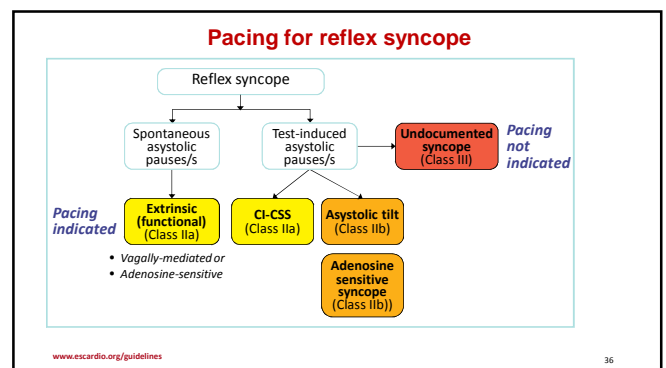 Pacing for reflex syncope
Reflex syncope
Spontaneous
asystolic
pauses/s
Test-induced
asystolic
pauses/s
Undocumented
syncope
(Class III)
Pacing
not
indicated
Pacing
indicated
Extrinsic
(functional)
(Class IIa)
CI-CSS
(Class IIa)
Asystolic tilt
(Class IIb)
• Vagally-mediated or
• Adenosine-sensitive
Adenosine
sensitive
syncope
(Class IIb))
www.escardio.org/guidelines
36